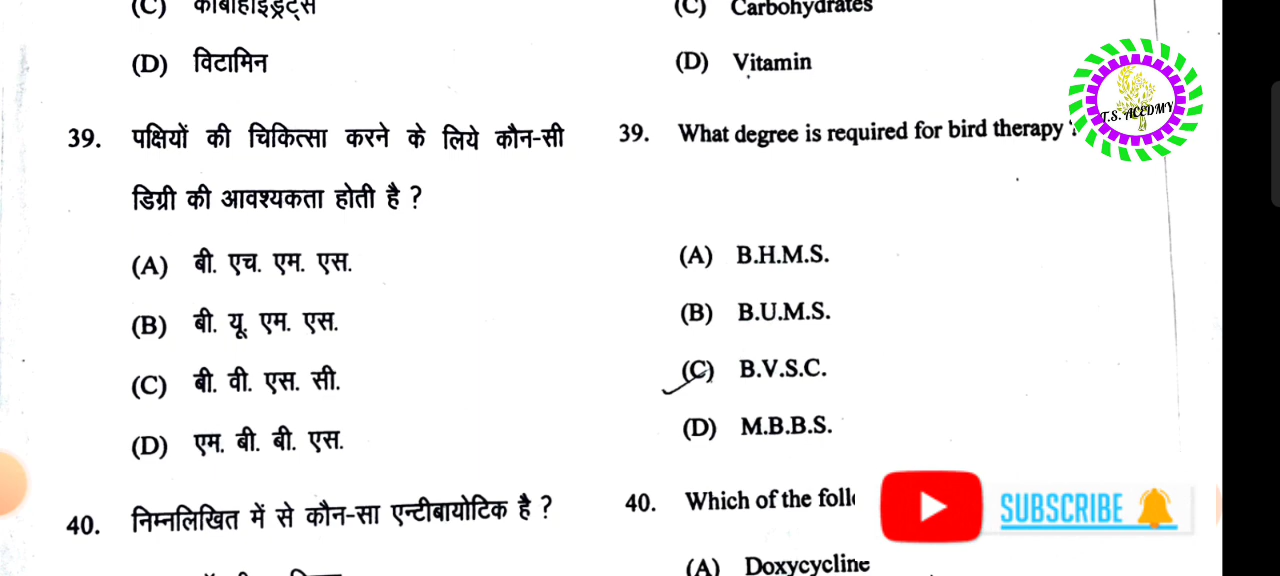 (C) कार्बोहाइड्रेट्स
(D) विटामिन
39. पक्षियों की चिकित्सा करने के लिये कौन-सी
डिग्री की आवश्यकता होती है ?
(A) बी. एच. एम. एस.
(B) बी. यू. एम. एस.
(C) बी. वी. एस. सी.
(D) एम. बी. बी. एस.
40. निम्नलिखित में से कौन-सा एन्टीबायोटिक है ?
(C) Carbohydrates
(D) Vitamin
39. What degree is required for bird therapy ?
(A) B.H.M.S.
(B) B.U.M.S.
(C) B.V.S.C.
(D) M.B.B.S.
40. Which of the
(A) Doxycycline
T.S. ACEDMY
SUBSCRIBE